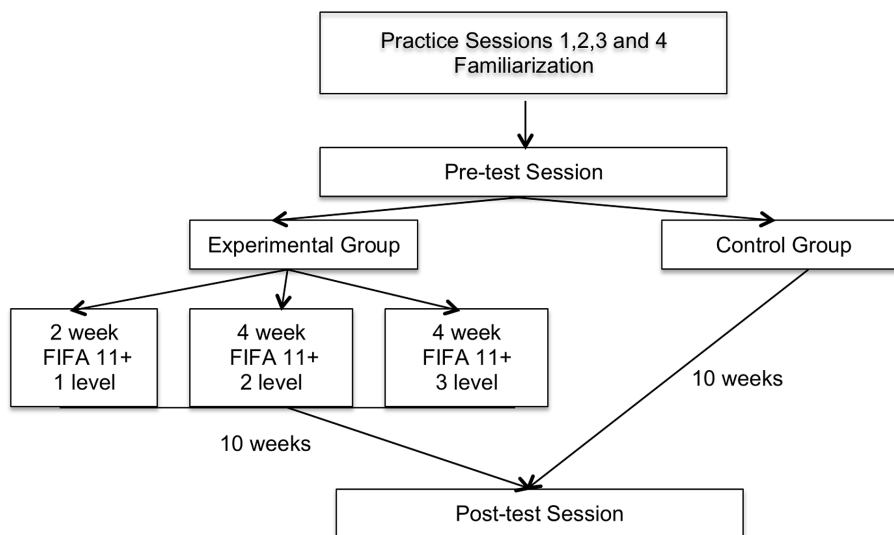 Practice Sessions 1,2,3 and 4
Familiarization
Pre-test Session
Experimental Group
Control Group
2 week
FIFA 11+
1 level
4 week
FIFA 11+
2 level
4 week
FIFA 11+
3 level
10 weeks
10 weeks
Post-test Session